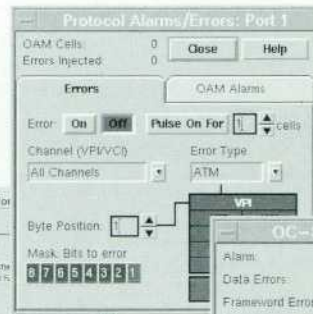 Protocol Alarms/Errors: Port 1
OAM Cells: 0
Errors Injected: 0
Close Help
Errors OAM Alarms
Error: On Off Pulse On For 1 cells
Channel (VPI/VCI) Error Type
All Channels ATM
Byte Position: 1
Mask, Bits to error
8 7 6 5 4 3 2 1
VPI
OC-
Alarm:
Data Errors:
Frameword Error